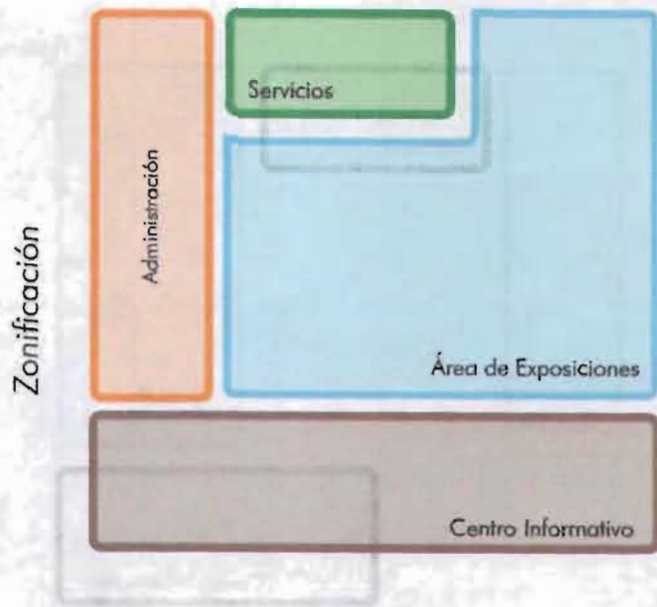 Zonificación
Administración
Servicios
Área de Exposiciones
Centro Informativo